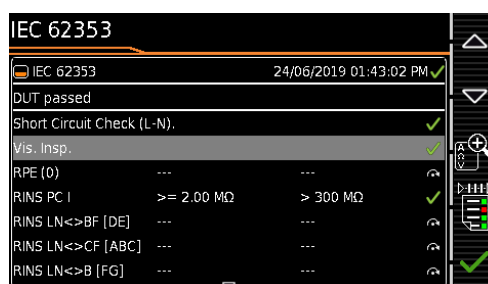 IEC 62353
IEC 62353 24/06/2019 01:43:02 PM
DUT passed
Short Circuit Check (L-N).
Vis. Insp.
RPE (0) --- ---
RINS PC I >= 2.00 MΩ > 300 MΩ
RINS LN<>BF [DE] --- ---
RINS LN<>CF [ABC] --- ---
RINS LN<>B [FG] --- ---